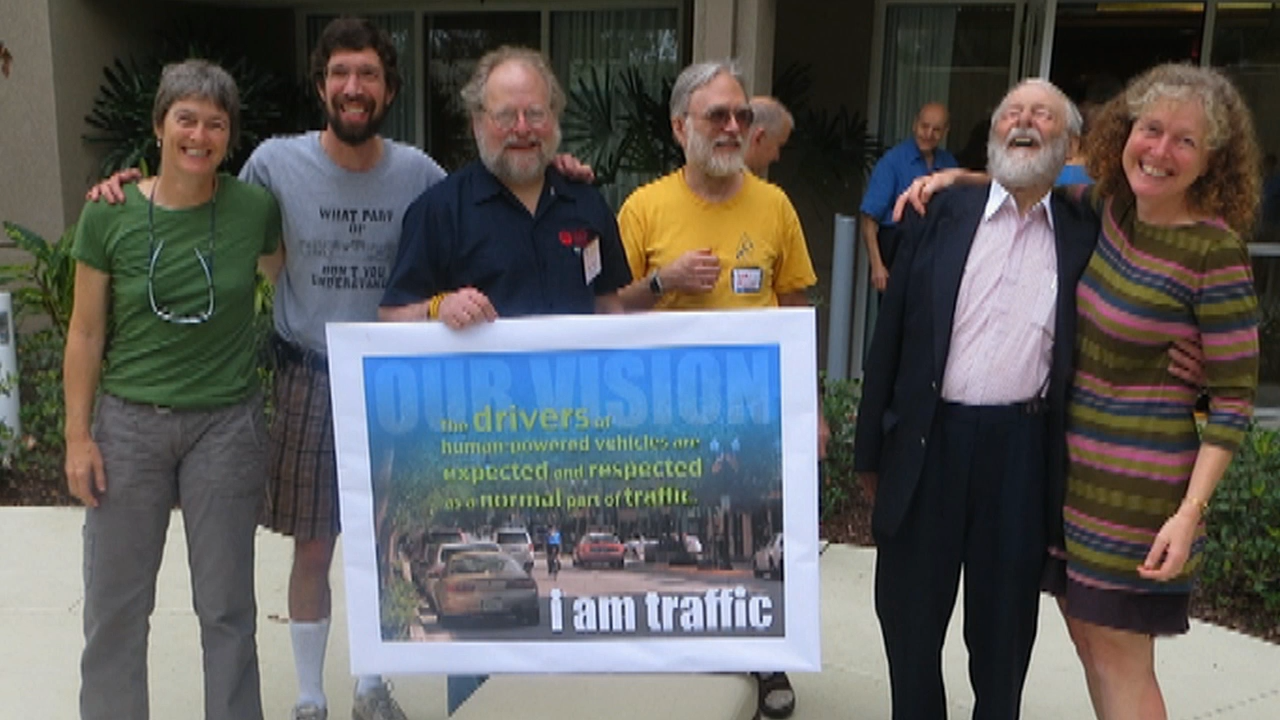 WHAT PART
OF
DON'T YOU
UNDERSTAND
OUR VISION
the drivers of
human-powered vehicles are
expected and respected
as a normal part of traffic.
i am traffic